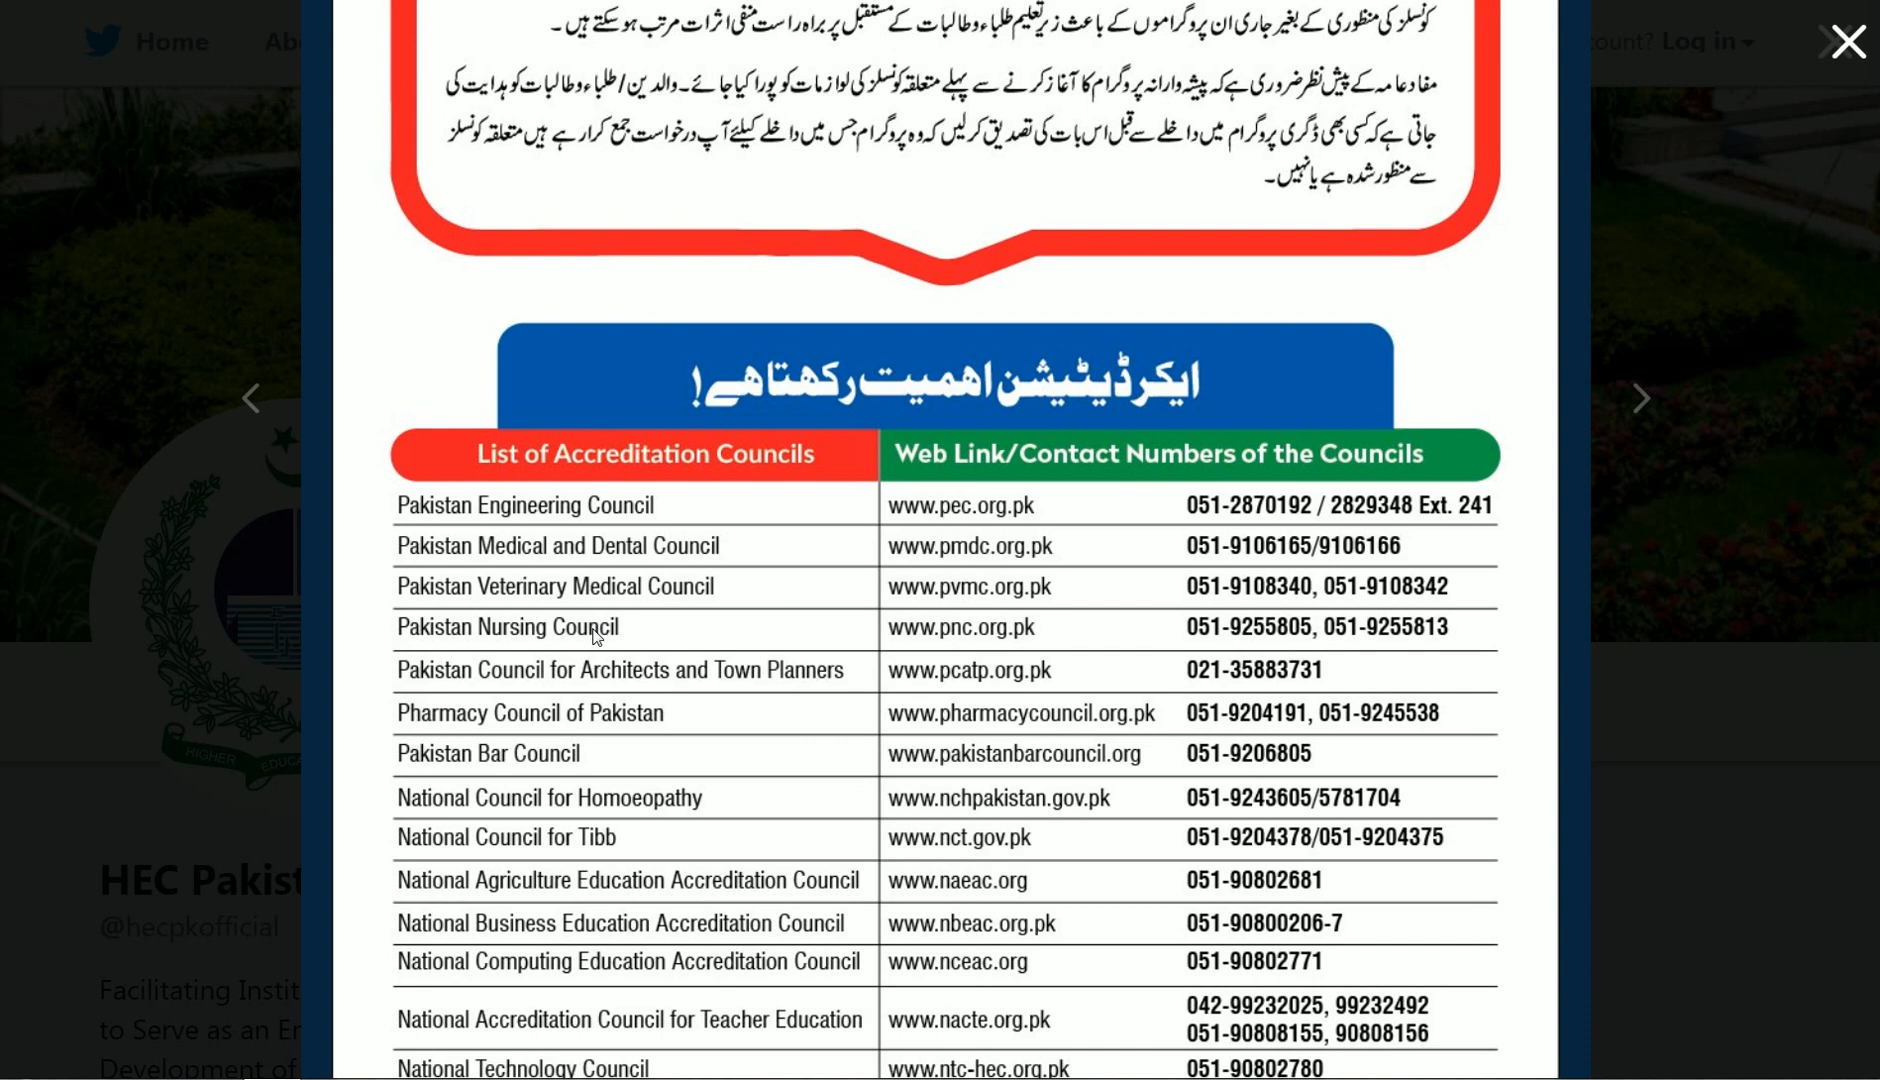 Home
count? Log in
کونسلز کی منظوری کے بغیر جاری ان پروگراموں کے باعث زیرِ تعلیم طلباء و طالبات کے مستقبل پر براہ راست منفی اثرات مرتب ہو سکتے ہیں ۔
مفاد عامہ کے پیش نظر ضروری ہے کہ پیشہ وارانہ پروگرام کا آغاز کرنے سے پہلے متعلقہ کونسلز کی لوازمات کو پورا کیا جائے۔ والدین/ طلباء و طالبات کو ہدایت کی
جاتی ہے کہ کسی بھی ڈگری پروگرام میں داخلے سے قبل اس بات کی تصدیق کر لیں کہ وہ پروگرام جس میں داخلے کیلئے آپ درخواست جمع کرا رہے ہیں متعلقہ کونسلز
سے منظور شدہ ہے یا نہیں۔
ایکرڈیٹیشن اھمیت رکھتا ھے!
List of Accreditation Councils Web Link/Contact Numbers of the Councils
Pakistan Engineering Council www.pec.org.pk 051-2870192 / 2829348 Ext. 241
Pakistan Medical and Dental Council www.pmdc.org.pk 051-9106165/9106166
Pakistan Veterinary Medical Council www.pvmc.org.pk 051-9108340, 051-9108342
Pakistan Nursing Council www.pnc.org.pk 051-9255805, 051-9255813
Pakistan Council for Architects and Town Planners www.pcatp.org.pk 021-35883731
Pharmacy Council of Pakistan www.pharmacycouncil.org.pk 051-9204191, 051-9245538
Pakistan Bar Council www.pakistanbarcouncil.org 051-9206805
National Council for Homoeopathy www.nchpakistan.gov.pk 051-9243605/5781704
National Council for Tibb www.nct.gov.pk 051-9204378/051-9204375
National Agriculture Education Accreditation Council www.naeac.org 051-90802681
National Business Education Accreditation Council www.nbeac.org.pk 051-90800206-7
National Computing Education Accreditation Council www.nceac.org 051-90802771
National Accreditation Council for Teacher Education www.nacte.org.pk 042-99232025, 99232492
051-90808155, 90808156
National Technology Council www.ntc-hec.org.pk 051-90802780
HIGHER
HEC Pakist
@hecpkofficial
Facilitating Instit
to Serve as an
Development of